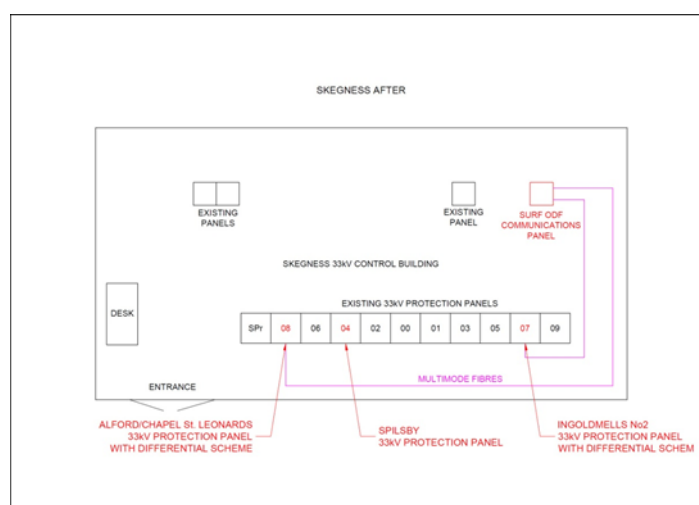 SKEGNESS AFTER
EXISTING
PANELS
EXISTING
PANEL
SURF ODF
COMMUNICATIONS
PANEL
SKEGNESS 33kV CONTROL BUILDING
DESK
EXISTING 33kV PROTECTION PANELS
SPr 08 06 04 02 00 01 03 05 07 09
MULTIMODE FIBRES
ENTRANCE
ALFORD/CHAPEL St. LEONARDS
33kV PROTECTION PANEL
WITH DIFFERENTIAL SCHEME
SPILSBY
33kV PROTECTION PANEL
INGOLDMELLS No2
33kV PROTECTION PANEL
WITH DIFFERENTIAL SCHEM